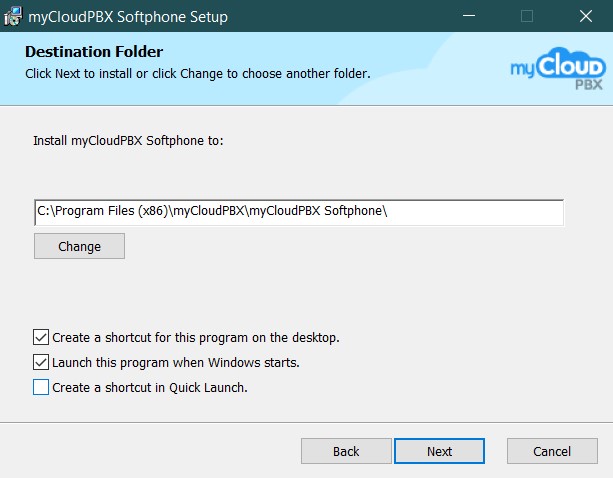 myCloudPBX Softphone Setup
Destination Folder
Click Next to install or click Change to choose another folder.
my Cloud
PBX
Install myCloudPBX Softphone to:
C:\Program Files (x86)\myCloudPBX\myCloudPBX Softphone\
Change
Create a shortcut for this program on the desktop.
Launch this program when Windows starts.
Create a shortcut in Quick Launch.
Back Next Cancel